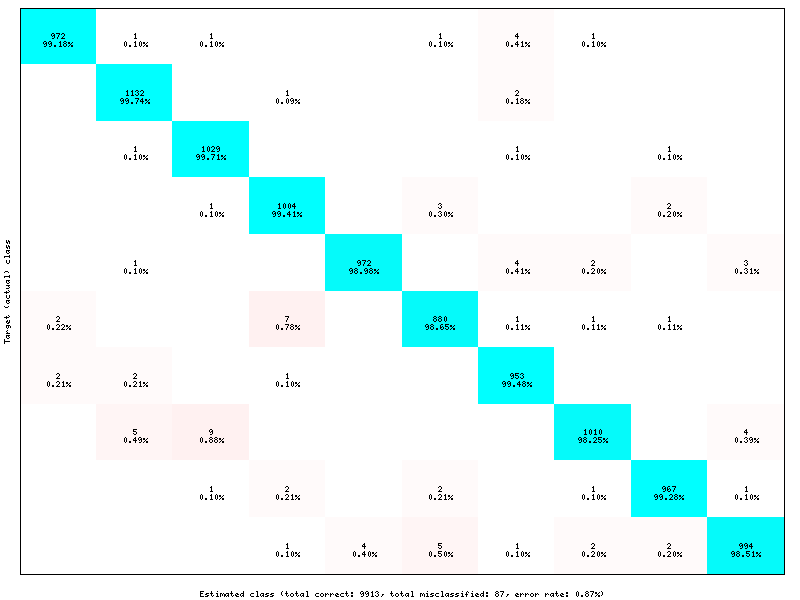 972 1 1 1 4 1
99.18% 0.10% 0.10% 0.10% 0.41% 0.10%
1132 1 2
99.74% 0.09% 0.18%
1 1029 1 1
0.10% 99.71% 0.10% 0.10%
1 1004 3 2
0.10% 99.41% 0.30% 0.20%
1 972 4 2 3
0.10% 98.98% 0.41% 0.20% 0.31%
2 7 880 1 1 1
0.22% 0.78% 98.65% 0.11% 0.11% 0.11%
2 2 1 953
0.21% 0.21% 0.10% 99.48%
5 9 1010 4
0.49% 0.88% 98.25% 0.39%
1 2 2 1 967 1
0.10% 0.21% 0.21% 0.10% 99.28% 0.10%
1 4 5 1 2 2 994
0.10% 0.40% 0.50% 0.10% 0.20% 0.20% 98.51%
Target (actual) class
Estimated class (total correct: 9913, total misclassified: 87, error rate: 0.87%)